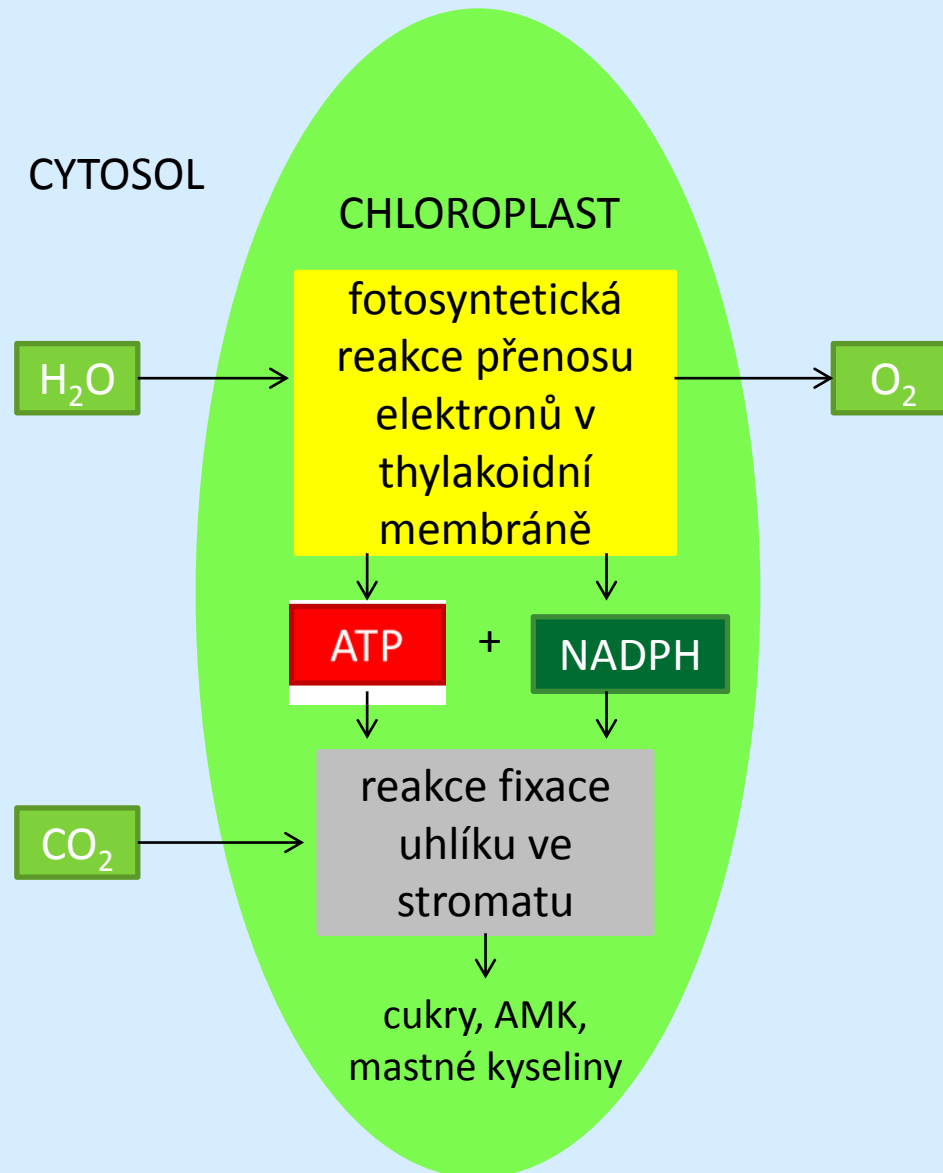 CYTOSOL
CHLOROPLAST
fotosyntetická
reakce přenosu
elektronů v
thylakoidní
membráně
H₂O
O₂
ATP
+
NADPH
reakce fixace
uhlíku ve
stromatu
CO₂
cukry, AMK,
mastné kyseliny